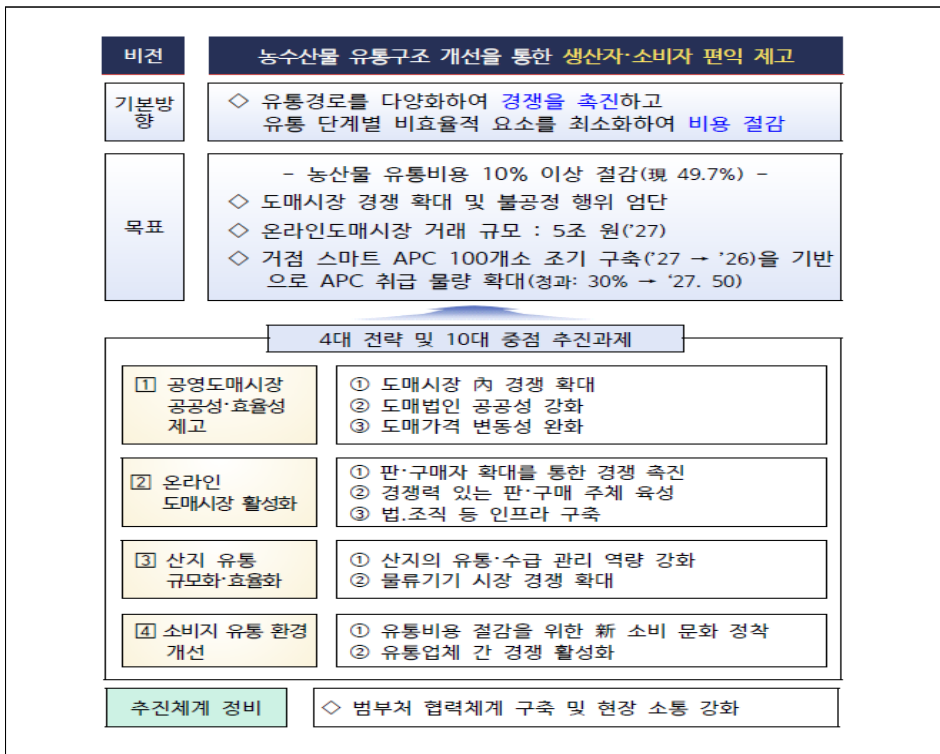 비전
농수산물 유통구조 개선을 통한 생산자·소비자 편익 제고
기본방
향
◇ 유통경로를 다양화하여 경쟁을 촉진하고
유통 단계별 비효율적 요소를 최소화하여 비용 절감
목표
- 농산물 유통비용 10% 이상 절감(現 49.7%) -
◇ 도매시장 경쟁 확대 및 불공정 행위 엄단
◇ 온라인도매시장 거래 규모 : 5조 원('27)
◇ 거점 스마트 APC 100개소 조기 구축('27 → '26)을 기반
으로 APC 취급 물량 확대(청과: 30% → '27. 50)
4대 전략 및 10대 중점 추진과제
1 공영도매시장
공공성·효율성
제고
① 도매시장 內 경쟁 확대
② 도매법인 공공성 강화
③ 도매가격 변동성 완화
2 온라인
도매시장 활성화
① 판·구매자 확대를 통한 경쟁 촉진
② 경쟁력 있는 판·구매 주체 육성
③ 법.조직 등 인프라 구축
3 산지 유통
규모화·효율화
① 산지의 유통·수급 관리 역량 강화
② 물류기기 시장 경쟁 확대
4 소비지 유통 환경
개선
① 유통비용 절감을 위한 新 소비 문화 정착
② 유통업체 간 경쟁 활성화
추진체계 정비
◇ 범부처 협력체계 구축 및 현장 소통 강화